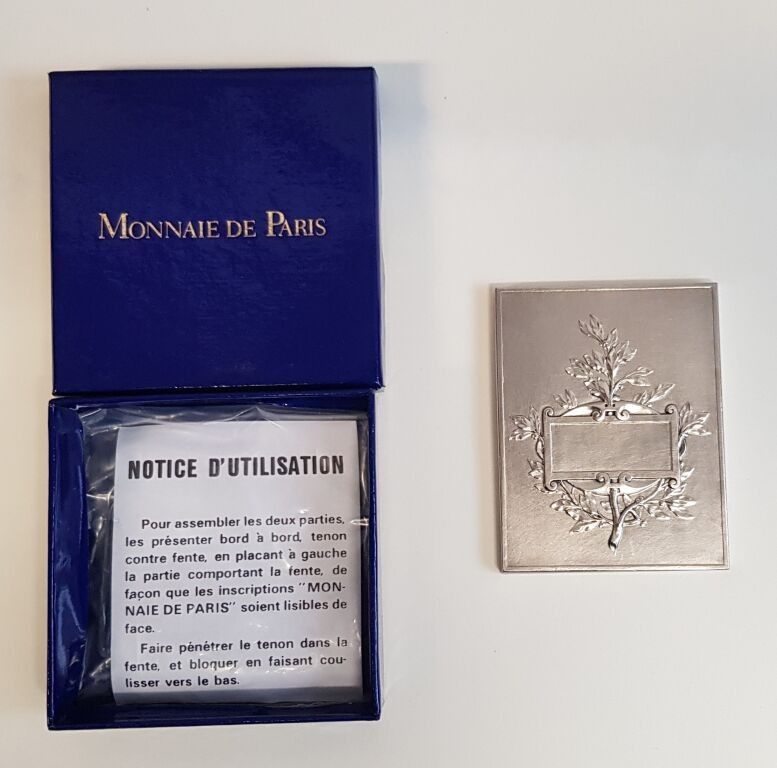 MONNAIE DE PARIS
NOTICE D'UTILISATION
Pour assembler les deux parties,
les présenter bord à bord, tenon
contre fente, en placant à gauche
la partie comportant la fente, de
façon que les inscriptions "MON-
NAIE DE PARIS" soient lisibles de
face.
Faire pénétrer le tenon dans la
fente, et bloquer en faisant cou-
lisser vers le bas.